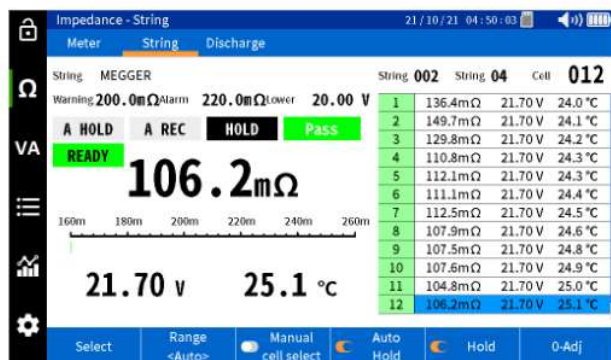 Impedance - String 21/10/21 04:50:03
Meter String Discharge
String MEGGER
Warning 200.0mΩ Alarm 220.0mΩ Lower 20.00 V
A HOLD A REC HOLD Pass
READY
106.2mΩ
160m 180m 200m 220m 240m 260m
21.70 V 25.1 °C
Ω
VA
String 002 String 04 Cell 012
1 136.4mΩ 21.70 V 24.0 °C
2 149.7mΩ 21.70 V 24.1 °C
3 129.8mΩ 21.70 V 24.2 °C
4 110.8mΩ 21.70 V 24.3 °C
5 112.1mΩ 21.70 V 24.3 °C
6 111.1mΩ 21.70 V 24.4 °C
7 112.5mΩ 21.70 V 24.5 °C
8 107.9mΩ 21.70 V 24.6 °C
9 107.5mΩ 21.70 V 24.8 °C
10 107.6mΩ 21.70 V 24.9 °C
11 104.8mΩ 21.70 V 25.0 °C
12 106.2mΩ 21.70 V 25.1 °C
Select
Range
<Auto>
Manual
cell select
Auto
Hold
Hold
0-Adj